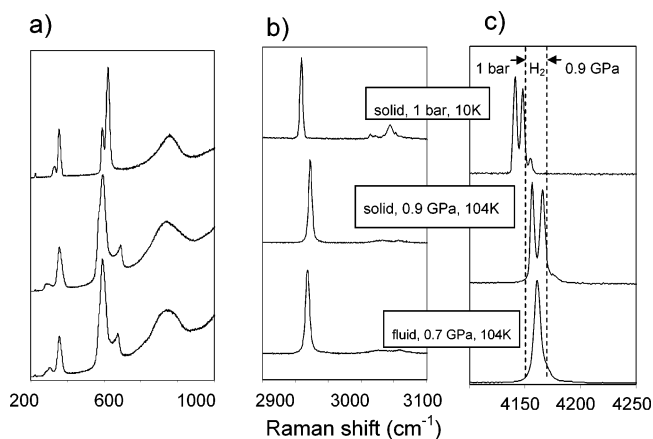 a)
b)
c)
1 bar
H₂
0.9 GPa
solid, 1 bar, 10K
solid, 0.9 GPa, 104K
fluid, 0.7 GPa, 104K
200 600 1000
2900 3000 3100
4150 4200 4250
Raman shift (cm⁻¹)